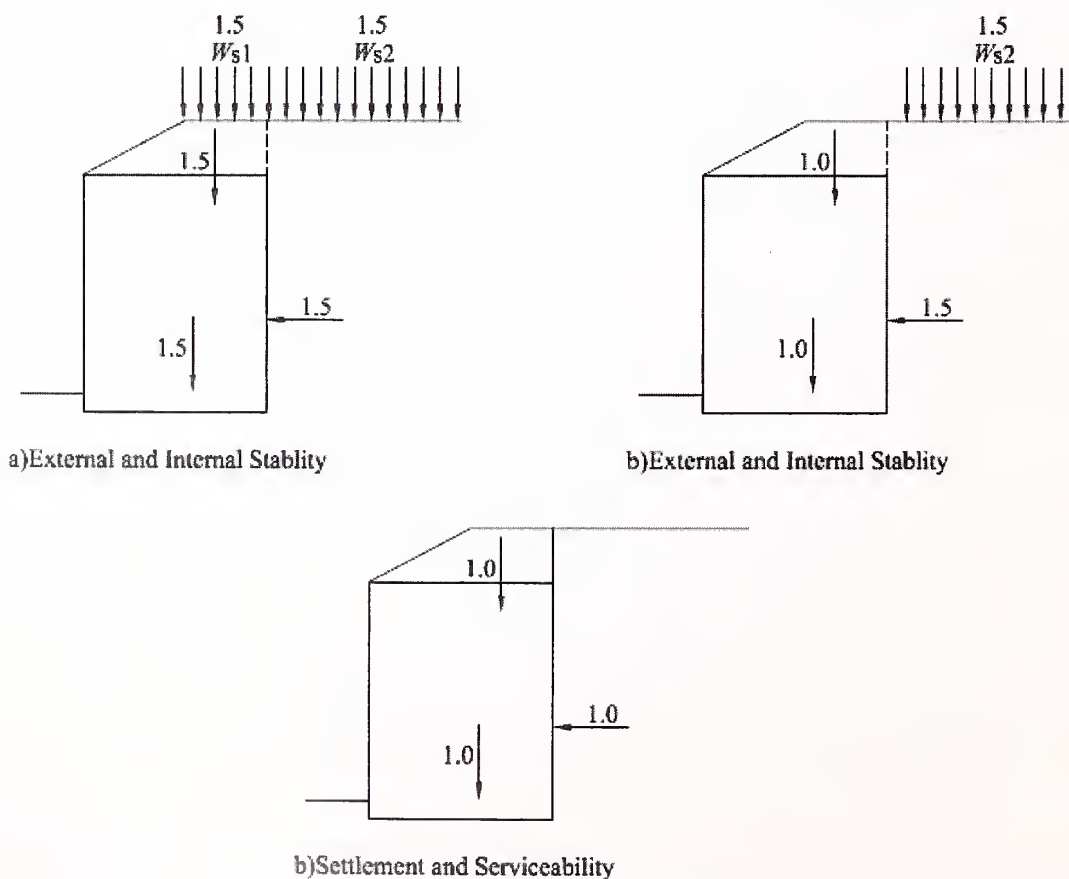 1.5 1.5 1.5
Ws1 Ws2 Ws2
1.5 1.0
1.5 1.5
1.5 1.0
a)External and Internal Stablity b)External and Internal Stablity
1.0
1.0
1.0
b)Settlement and Serviceability